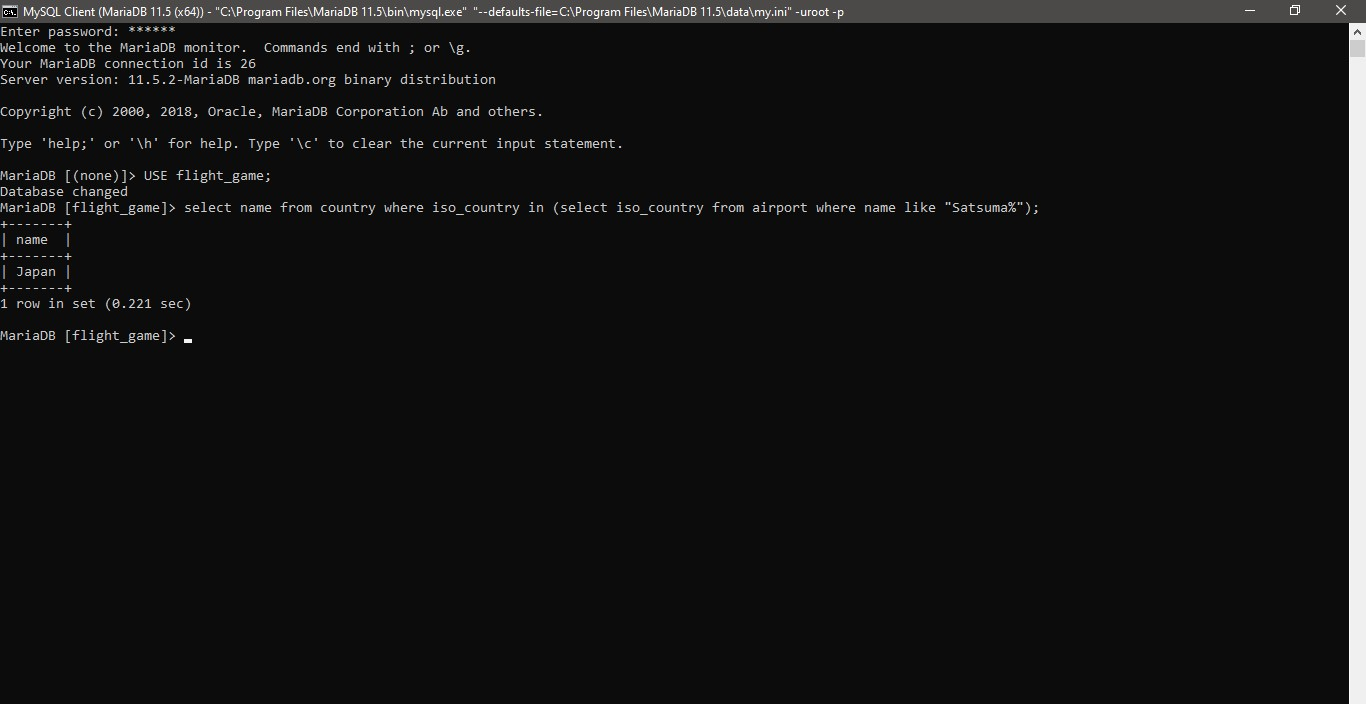 MySQL Client (MariaDB 11.5 (x64)) - "C:\Program Files\MariaDB 11.5\bin\mysql.exe" "--defaults-file=C:\Program Files\MariaDB 11.5\data\my.ini" -uroot -p
Enter password: ******
Welcome to the MariaDB monitor.  Commands end with ; or \g.
Your MariaDB connection id is 26
Server version: 11.5.2-MariaDB mariadb.org binary distribution

Copyright (c) 2000, 2018, Oracle, MariaDB Corporation Ab and others.

Type 'help;' or '\h' for help. Type '\c' to clear the current input statement.

MariaDB [(none)]> USE flight_game;
Database changed
MariaDB [flight_game]> select name from country where iso_country in (select iso_country from airport where name like "Satsuma%");
+-------+
| name  |
+-------+
| Japan |
+-------+
1 row in set (0.221 sec)

MariaDB [flight_game]>